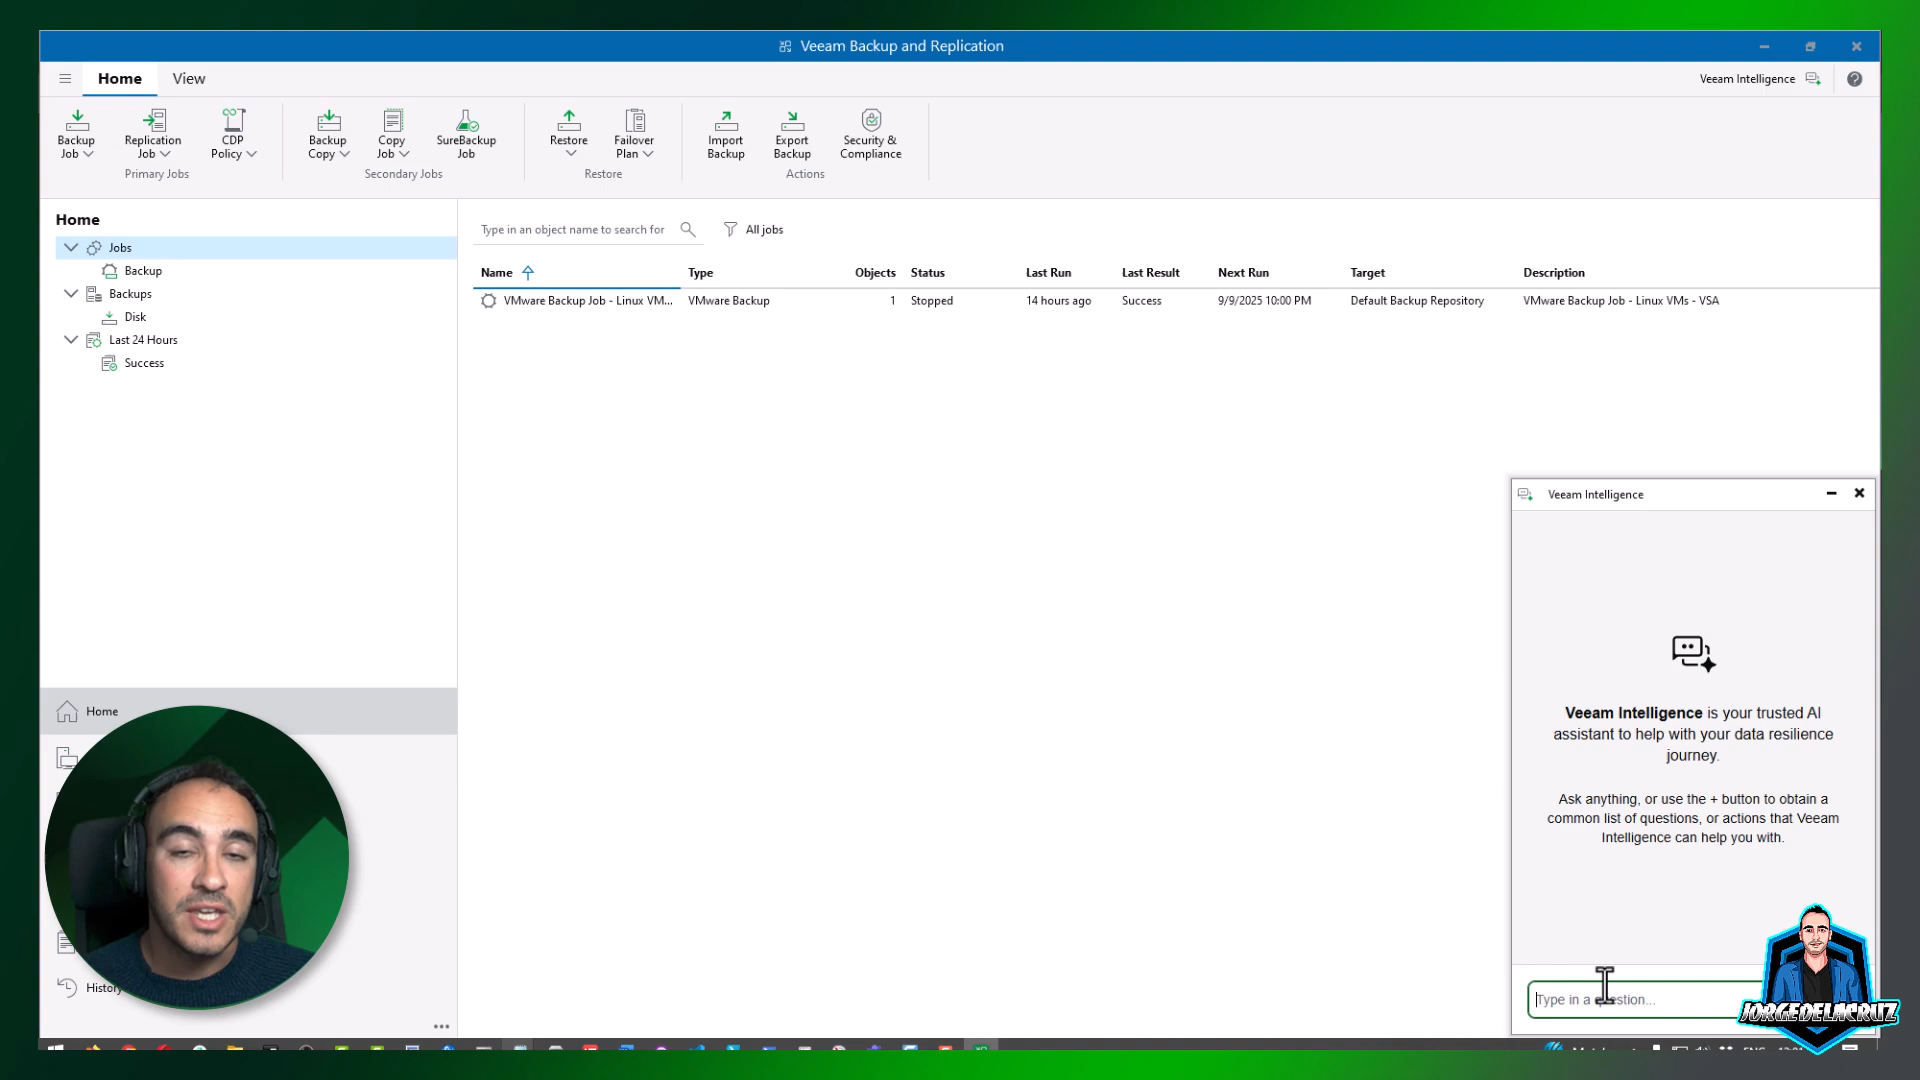 Veeam Backup and Replication
Home View
Veeam Intelligence
Backup Job
Replication Job
CDP Policy
Primary Jobs
Backup Copy
Copy Job
SureBackup Job
Secondary Jobs
Restore
Failover Plan
Restore
Import Backup
Export Backup
Security & Compliance
Actions
Home
Jobs
Backup
Backups
Disk
Last 24 Hours
Success
Type in an object name to search for
All jobs
Name Type Objects Status Last Run Last Result Next Run Target Description
VMware Backup Job - Linux VM... VMware Backup 1 Stopped 14 hours ago Success 9/9/2025 10:00 PM Default Backup Repository VMware Backup Job - Linux VMs - VSA
Home
History
Veeam Intelligence
Veeam Intelligence is your trusted AI
assistant to help with your data resilience
journey.
Ask anything, or use the + button to obtain a
common list of questions, or actions that Veeam
Intelligence can help you with.
Type in a question...
JORGEDELACRUZ